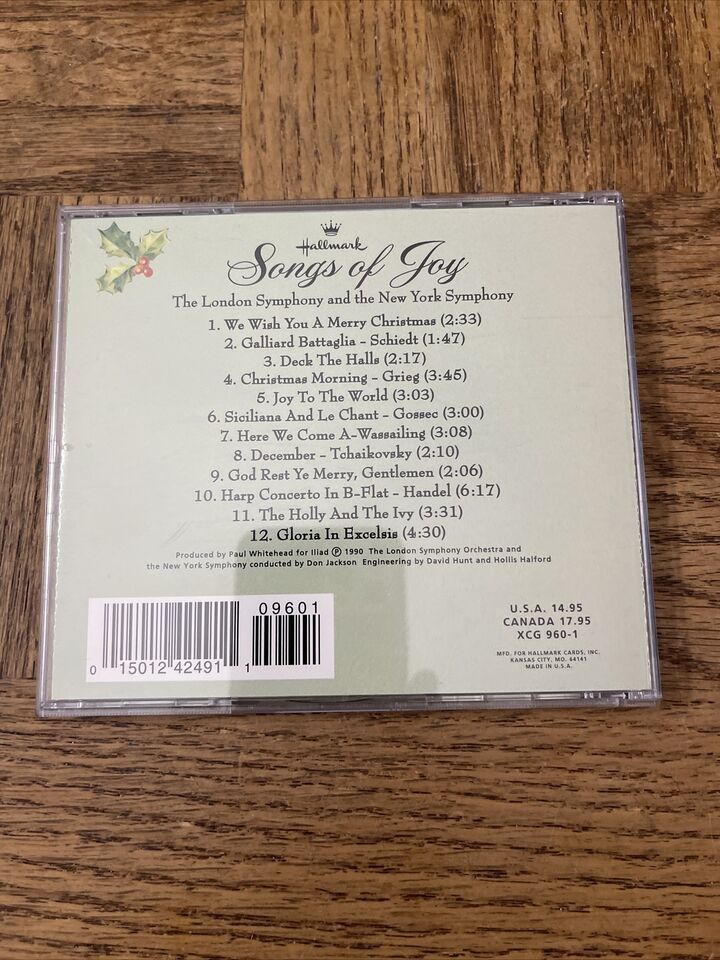 Hallmark
Songs of Joy
The London Symphony and the New York Symphony
1. We Wish You A Merry Christmas (2:33)
2. Galliard Battaglia - Schiedt (1:47)
3. Deck The Halls (2:17)
4. Christmas Morning - Grieg (3:45)
5. Joy To The World (3:03)
6. Siciliana And Le Chant - Gossec (3:00)
7. Here We Come A-Wassailing (3:08)
8. December - Tchaikovsky (2:10)
9. God Rest Ye Merry, Gentlemen (2:06)
10. Harp Concerto In B-Flat - Handel (6:17)
11. The Holly And The Ivy (3:31)
12. Gloria In Excelsis (4:30)
Produced by Paul Whitehead for Iliad Ⓟ 1990 The London Symphony Orchestra and
the New York Symphony conducted by Don Jackson Engineering by David Hunt and Hollis Halford
09601
0 15012 42491 1
U.S.A. 14.95
CANADA 17.95
XCG 960-1
MFD. FOR HALLMARK CARDS, INC.
KANSAS CITY, MO. 64141
MADE IN U.S.A.